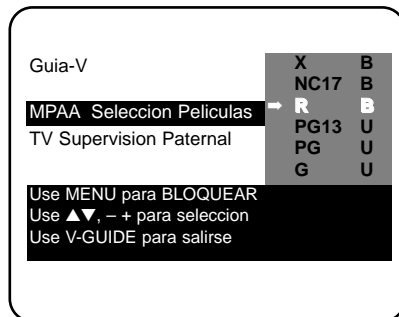 Guia-V
MPAA Seleccion Peliculas
TV Supervision Paternal
X B
NC17 B
➡ R B
PG13 U
PG U
G U
Use MENU para BLOQUEAR
Use ▲▼, – + para seleccion
Use V-GUIDE para salirse